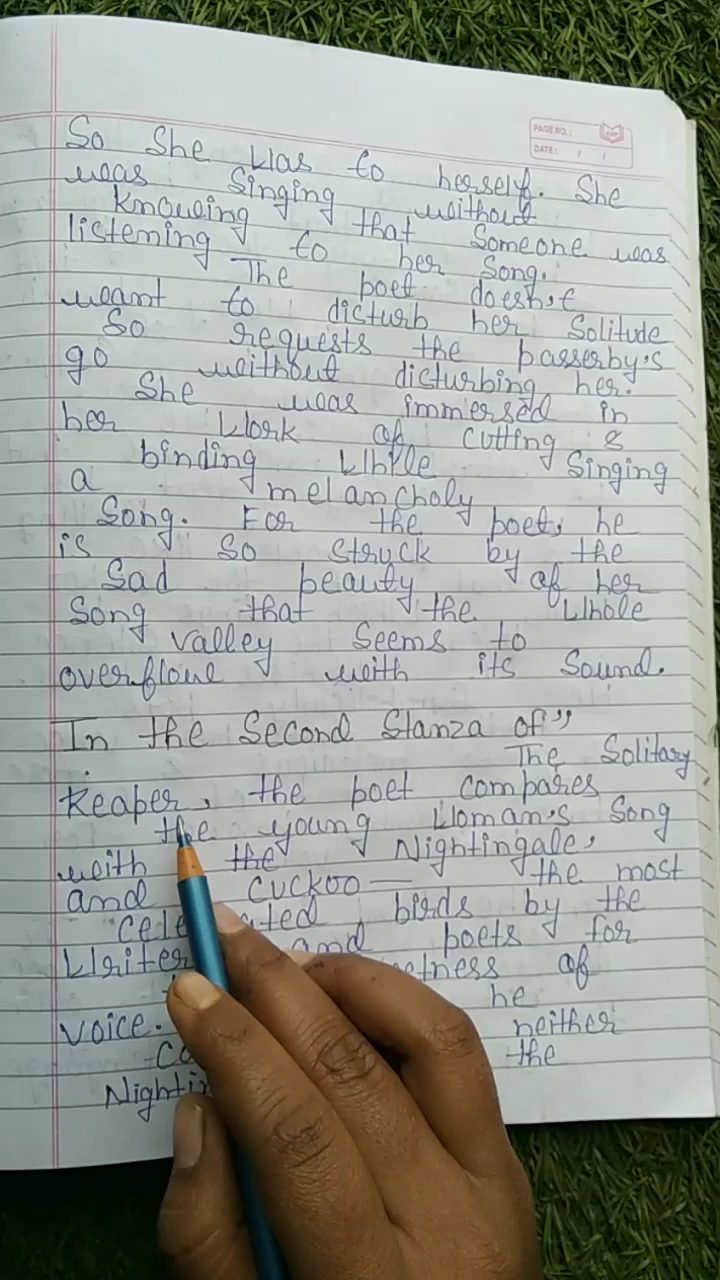 PAGE NO.:
DATE: / /
So She was to herself. She
was Singing without
knowing that Someone was
listening to her Song.
The poet doesn't
want to disturb her Solitude
So requests the passerby's
go without disturbing her.
She was immersed in
her work of cutting &
binding while Singing
a melancholy
Song. For the poet, he
is So Struck by the
Sad beauty of her
Song that the whole
valley Seems to
overflow with its Sound.
In the Second Stanza of"
The Solitary
Reaper, the poet compares
the young woman's Song
with the Nightingale,
and Cuckoo— the most
birds by the
and poets for
of
he
voice. neither
the